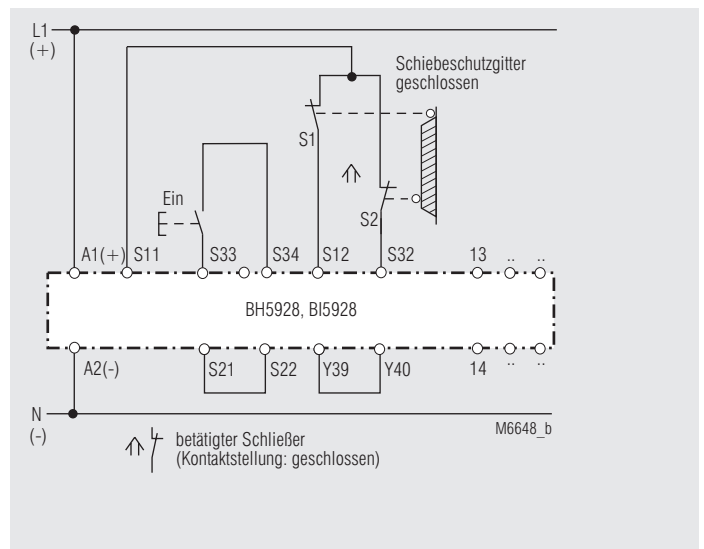 L1
(+)
Schiebeschutzgitter
geschlossen
S1
Ein
S2
A1(+) S11 S33 S34 S12 S32 13 .. ..
BH5928, BI5928
A2(-) S21 S22 Y39 Y40 14 .. ..
N
(-)
M6648_b
betätigter Schließer
(Kontaktstellung: geschlossen)